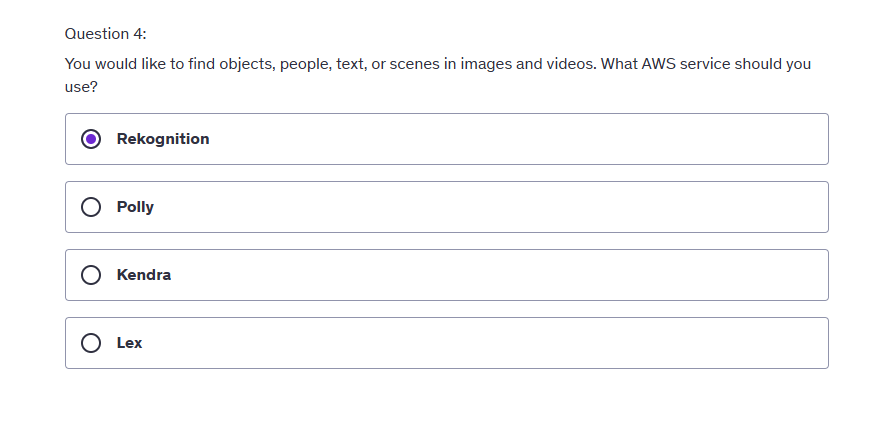 Question 4:
You would like to find objects, people, text, or scenes in images and videos. What AWS service should you
use?
Rekognition
Polly
Kendra
Lex